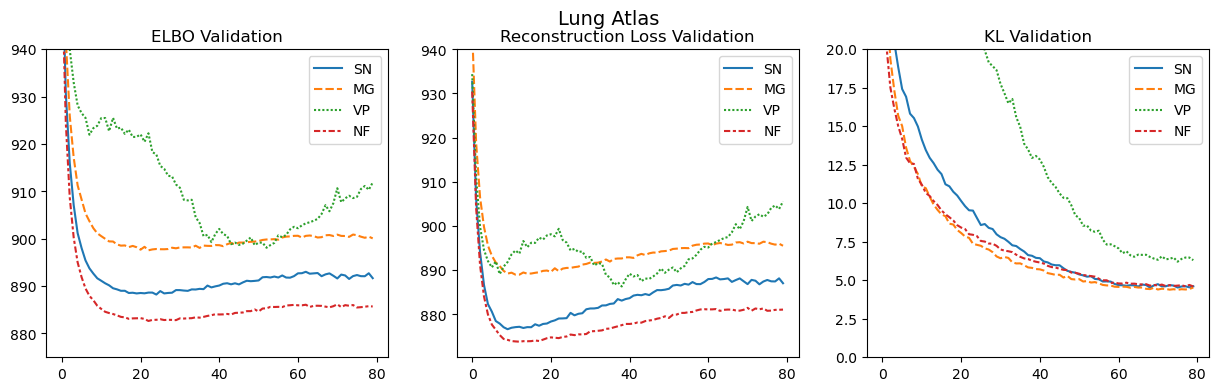 Lung Atlas
ELBO Validation
940
930
920
910
900
890
880
0 20 40 60 80
SN
MG
VP
NF
Reconstruction Loss Validation
940
930
920
910
900
890
880
0 20 40 60 80
SN
MG
VP
NF
KL Validation
20.0
17.5
15.0
12.5
10.0
7.5
5.0
2.5
0.0
0 20 40 60 80
SN
MG
VP
NF